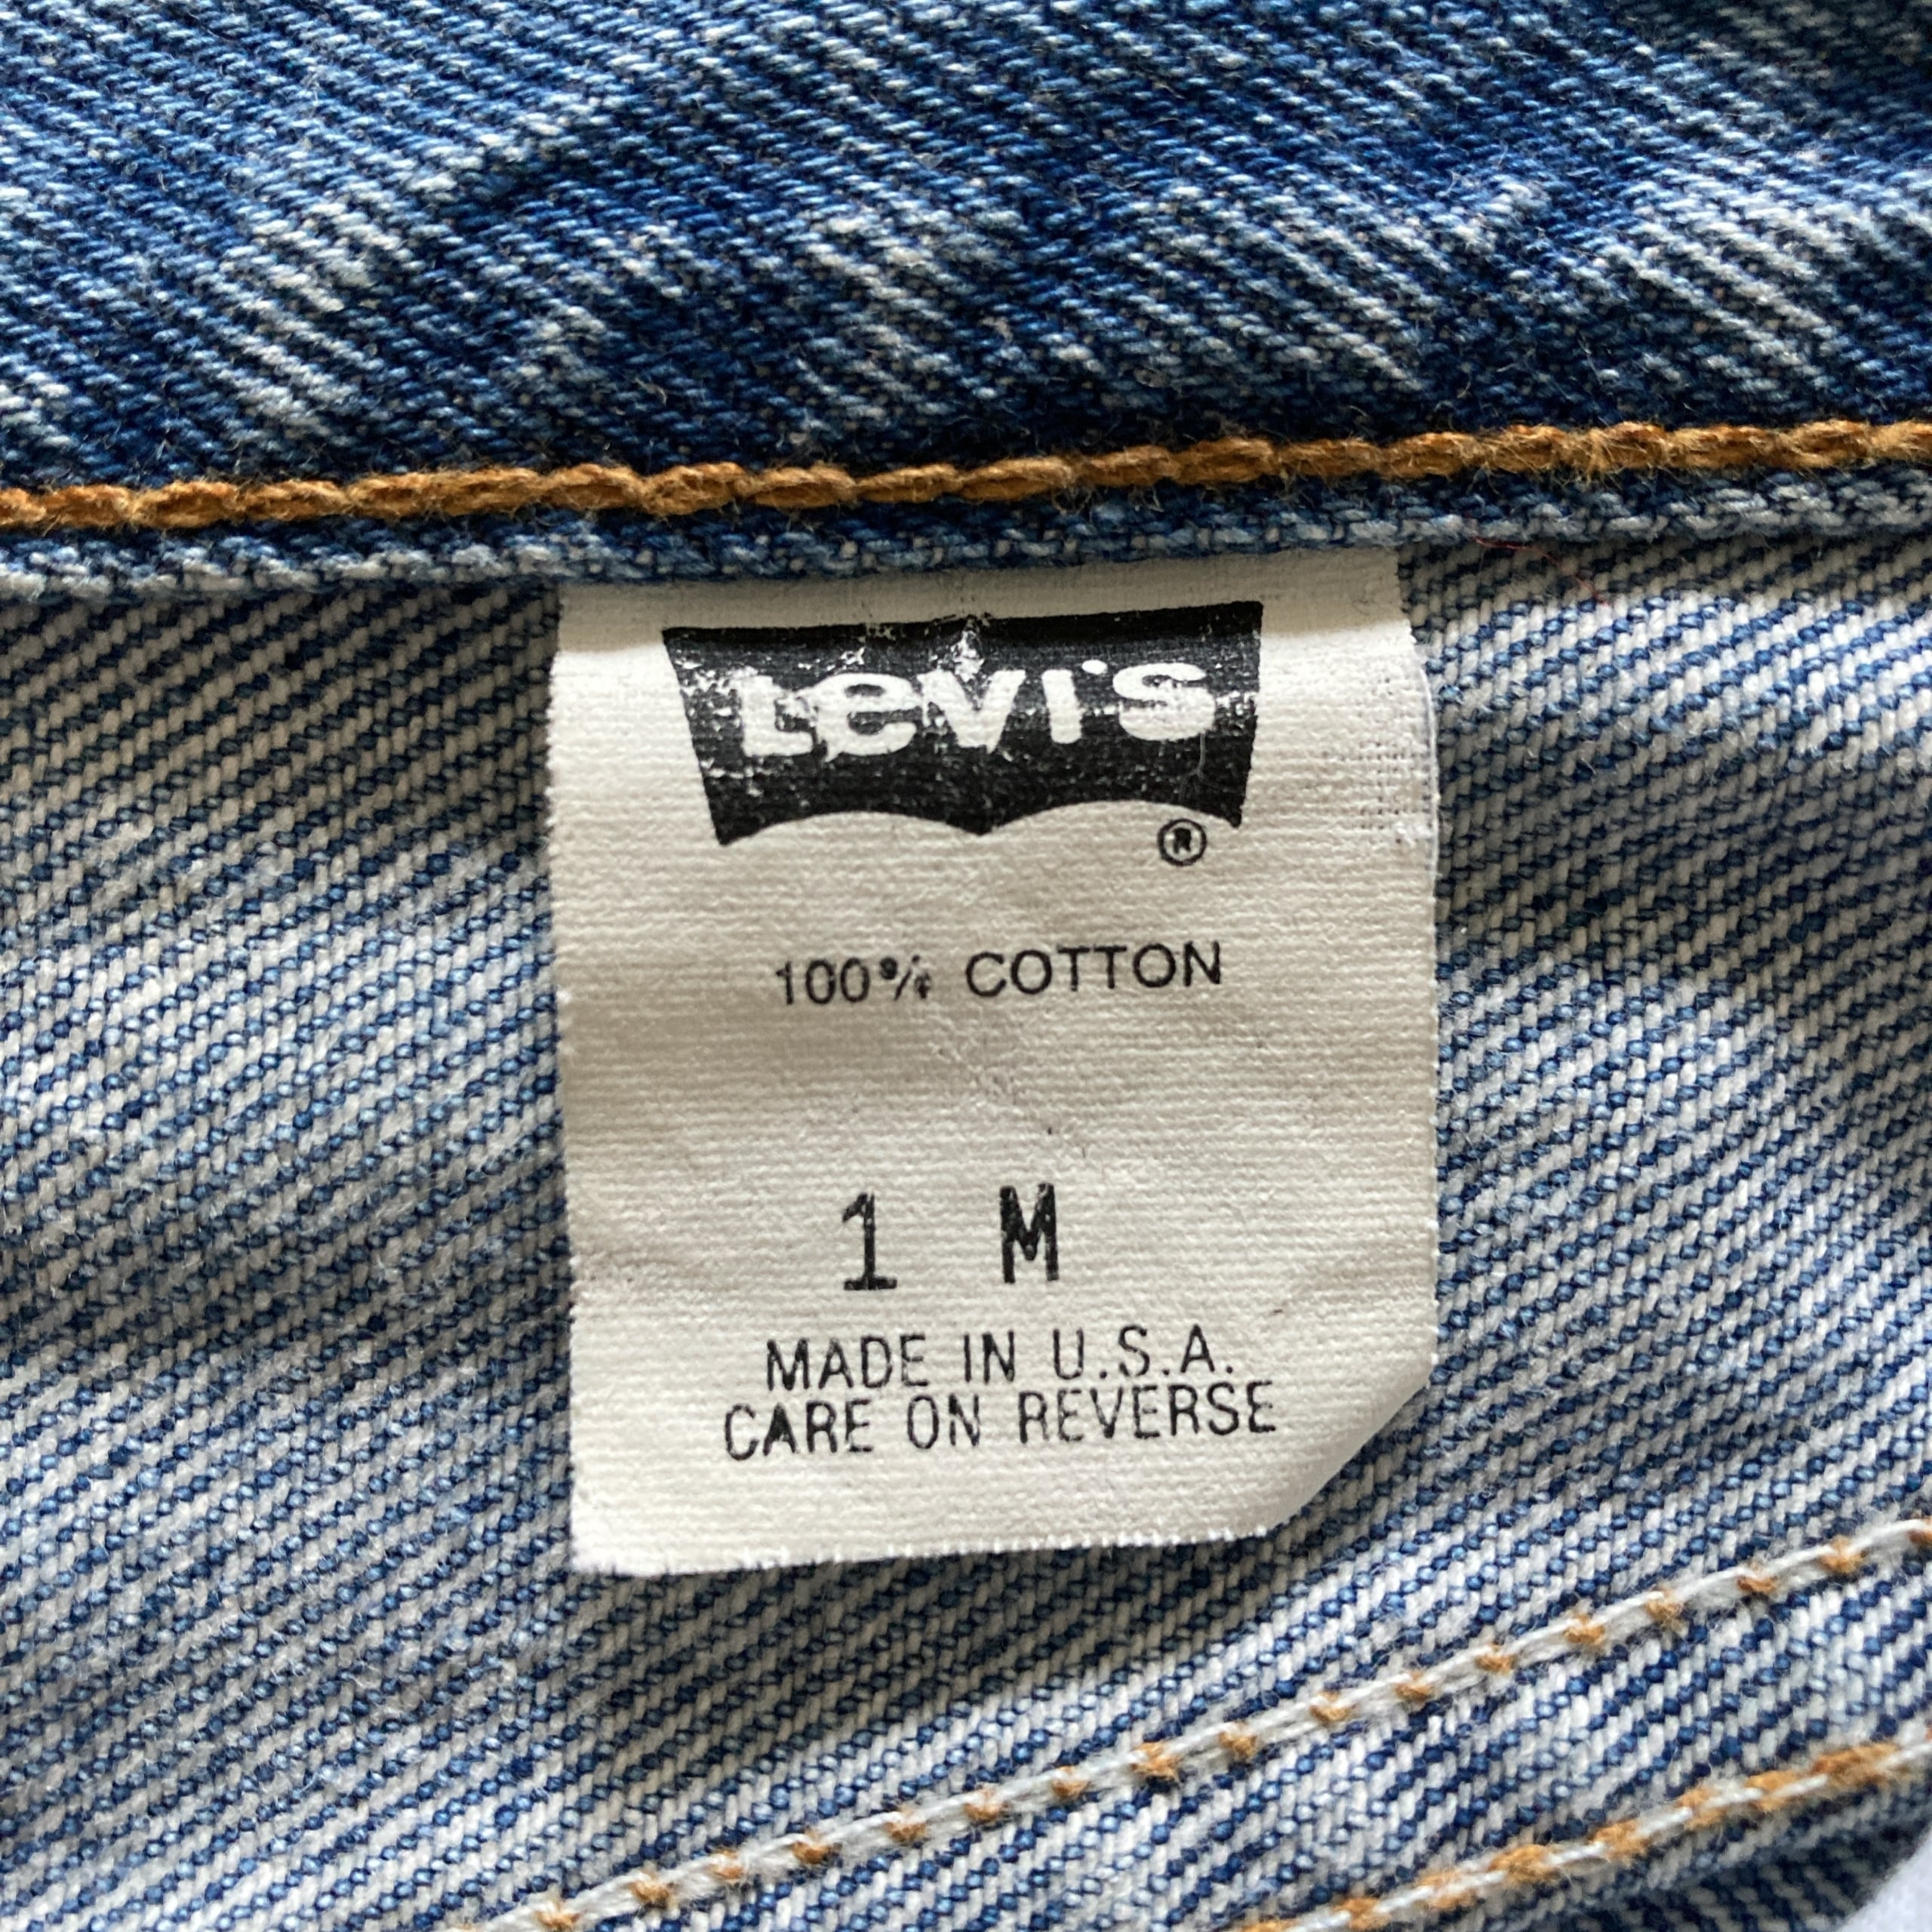 Levi's
®
100% COTTON
1 M
MADE IN U.S.A.
CARE ON REVERSE